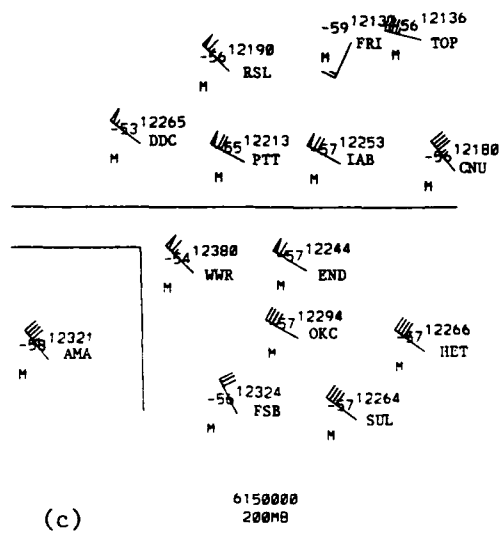 -56 12190 RSL M
-59 FRI M
56 12136 TOP M
-53 12265 DDC M
55 12213 PTT M
-57 12253 IAB M
-56 12180 CNU M
-54 12380 WWR M
57 12244 END M
57 12294 OKC M
57 12266 HET M
-58 12321 AMA M
-56 12324 FSB M
-57 12264 SUL M
6150000
200MB
(c)